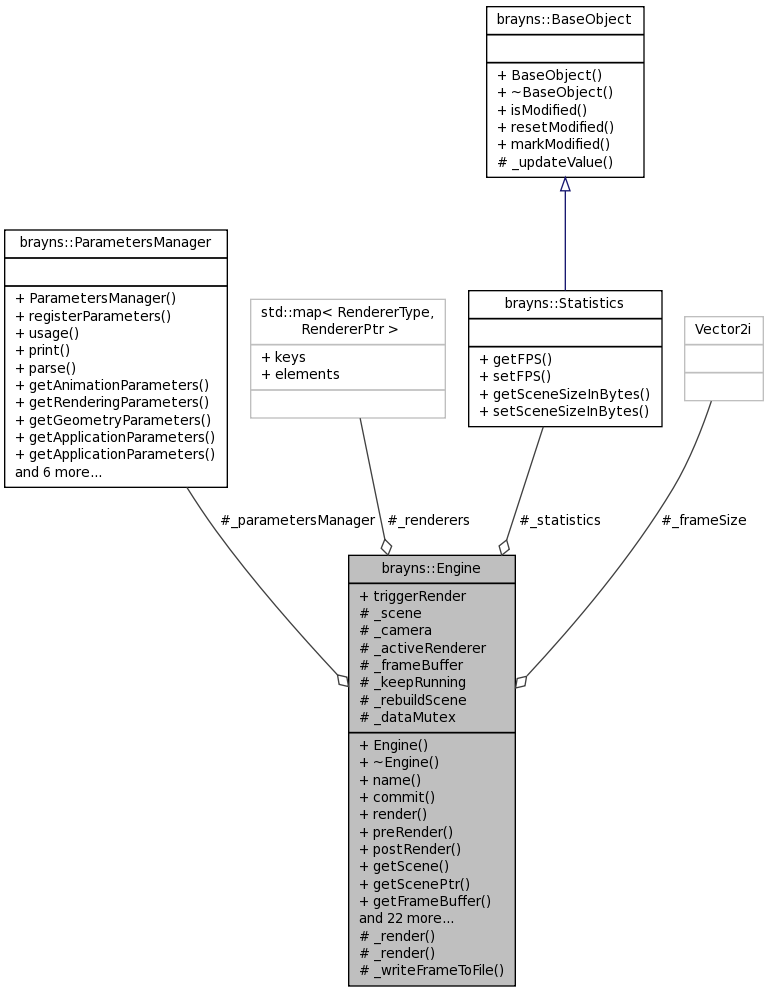 brayns::BaseObject
+ BaseObject()
+ ~BaseObject()
+ isModified()
+ resetModified()
+ markModified()
# _updateValue()
brayns::ParametersManager
+ ParametersManager()
+ registerParameters()
+ usage()
+ print()
+ parse()
+ getAnimationParameters()
+ getRenderingParameters()
+ getGeometryParameters()
+ getApplicationParameters()
+ getApplicationParameters()
and 6 more...
std::map< RendererType,
RendererPtr >
+ keys
+ elements
brayns::Statistics
+ getFPS()
+ setFPS()
+ getSceneSizeInBytes()
+ setSceneSizeInBytes()
Vector2i
#_parametersManager
#_renderers
#_statistics
#_frameSize
brayns::Engine
+ triggerRender
# _scene
# _camera
# _activeRenderer
# _frameBuffer
# _keepRunning
# _rebuildScene
# _dataMutex
+ Engine()
+ ~Engine()
+ name()
+ commit()
+ render()
+ preRender()
+ postRender()
+ getScene()
+ getScenePtr()
+ getFrameBuffer()
and 22 more...
# _render()
# _render()
# _writeFrameToFile()